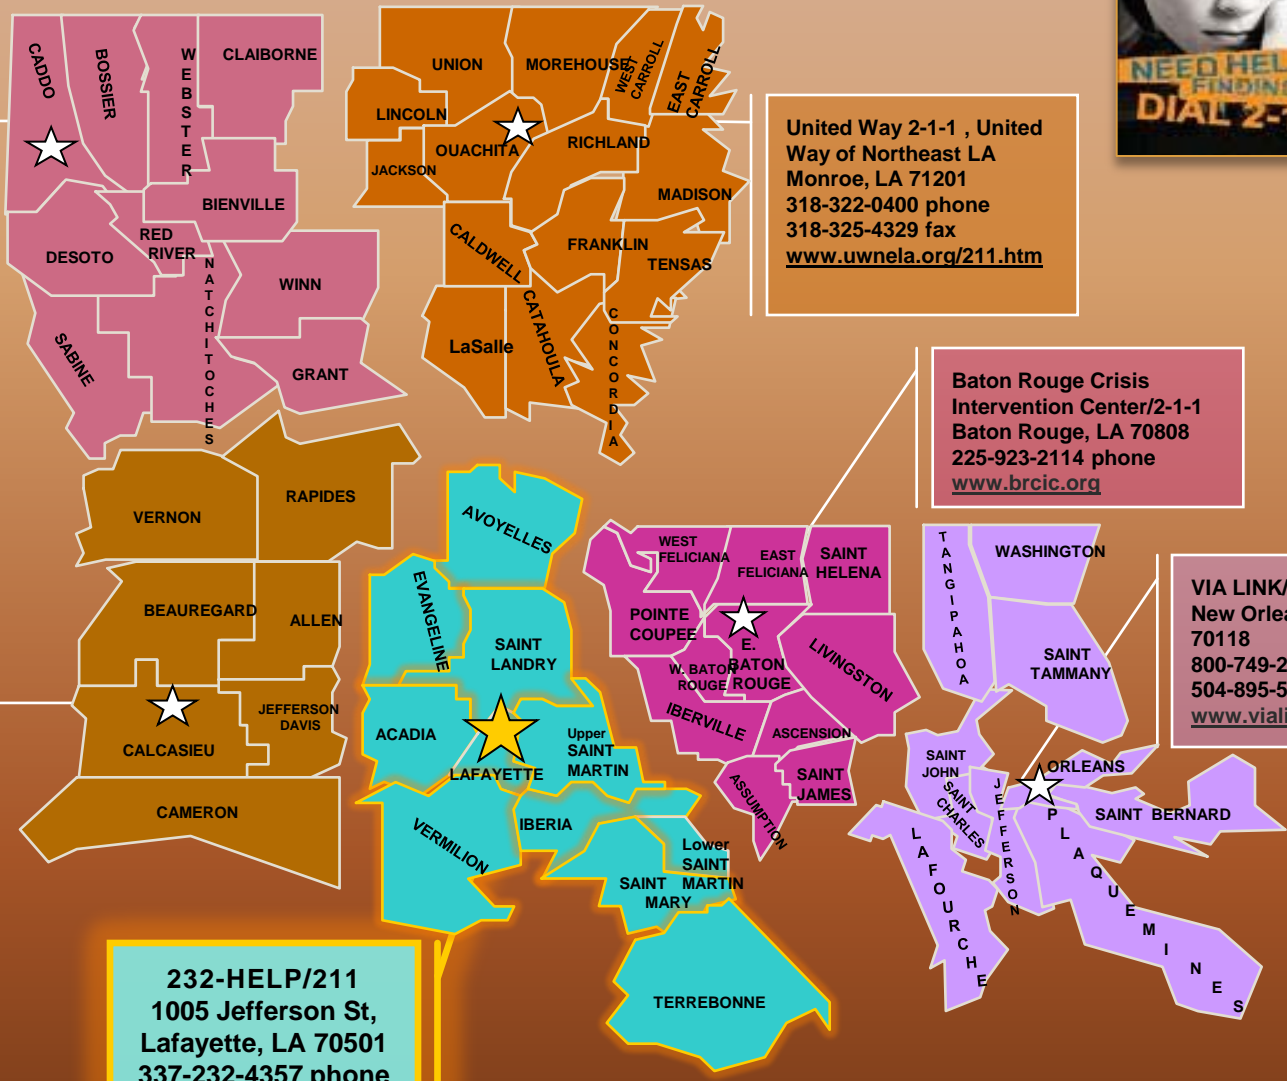 CADDO
BOSSIER
WEBSTER
CLAIBORNE
BIENVILLE
DESOTO
RED
RIVER
NATCHITOCHES
WINN
SABINE
GRANT
UNION
MOREHOUSE
WEST
CARROLL
EAST
CARROLL
LINCOLN
OUACHITA
RICHLAND
JACKSON
MADISON
CALDWELL
FRANKLIN
TENSAS
LaSalle
CATAHOULA
CONCORDIA
NEED HEL
FINDIN
DIAL 2-
United Way 2-1-1 , United
Way of Northeast LA
Monroe, LA 71201
318-322-0400 phone
318-325-4329 fax
www.uwnela.org/211.htm
Baton Rouge Crisis
Intervention Center/2-1-1
Baton Rouge, LA 70808
225-923-2114 phone
www.brcic.org
VERNON
RAPIDES
BEAUREGARD
ALLEN
CALCASIEU
JEFFERSON
DAVIS
CAMERON
AVOYELLES
EVANGELINE
SAINT
LANDRY
ACADIA
LAFAYETTE
Upper
SAINT
MARTIN
VERMILION
IBERIA
Lower
SAINT
MARTIN
SAINT
MARY
TERREBONNE
WEST
FELICIANA
EAST
FELICIANA
SAINT
HELENA
POINTE
COUPEE
W. BATON
ROUGE
E.
BATON
ROUGE
LIVINGSTON
IBERVILLE
ASCENSION
ASSUMPTION
SAINT
JAMES
TANGIPAHOA
WASHINGTON
SAINT
TAMMANY
SAINT
JOHN
SAINT
CHARLES
JEFFERSON
ORLEANS
SAINT BERNARD
PLAQUEMINES
LAFOURCHE
VIA LINK/
New Orlea
70118
800-749-2
504-895-5
www.viali
232-HELP/211
1005 Jefferson St,
Lafayette, LA 70501
337-232-4357 phone